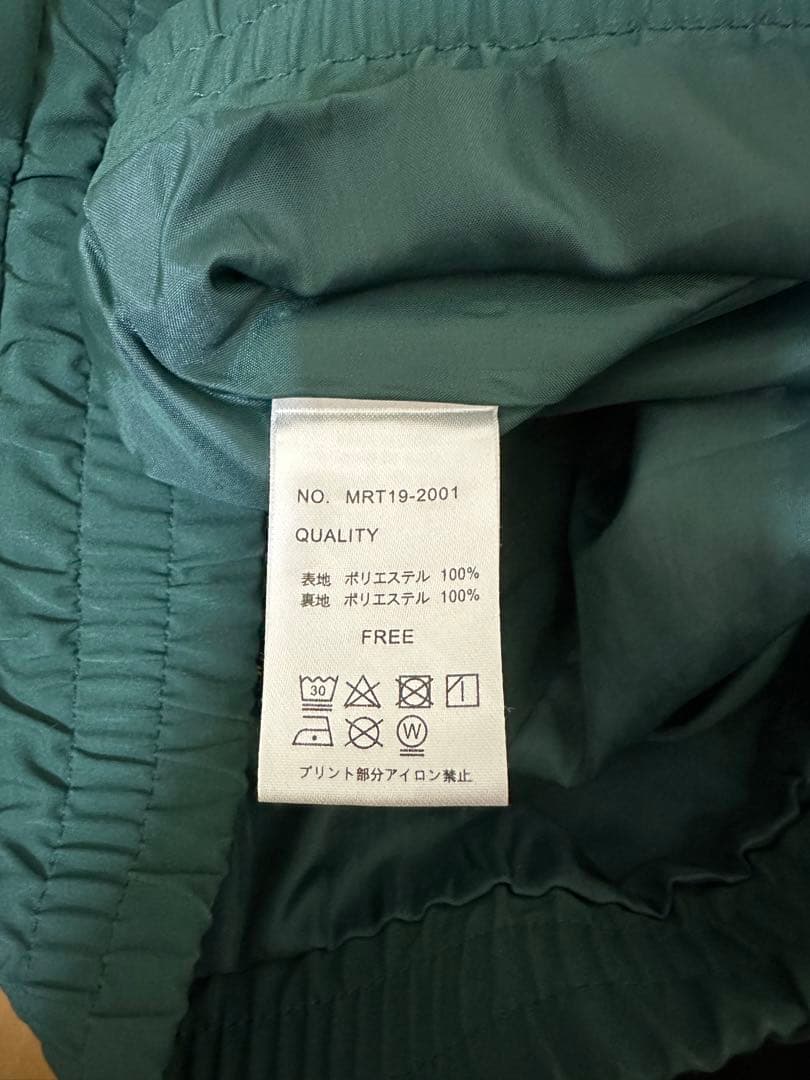 NO. MRT19-2001
QUALITY
表地 ポリエステル 100%
裏地 ポリエステル 100%
FREE
30
W
プリント部分アイロン禁止